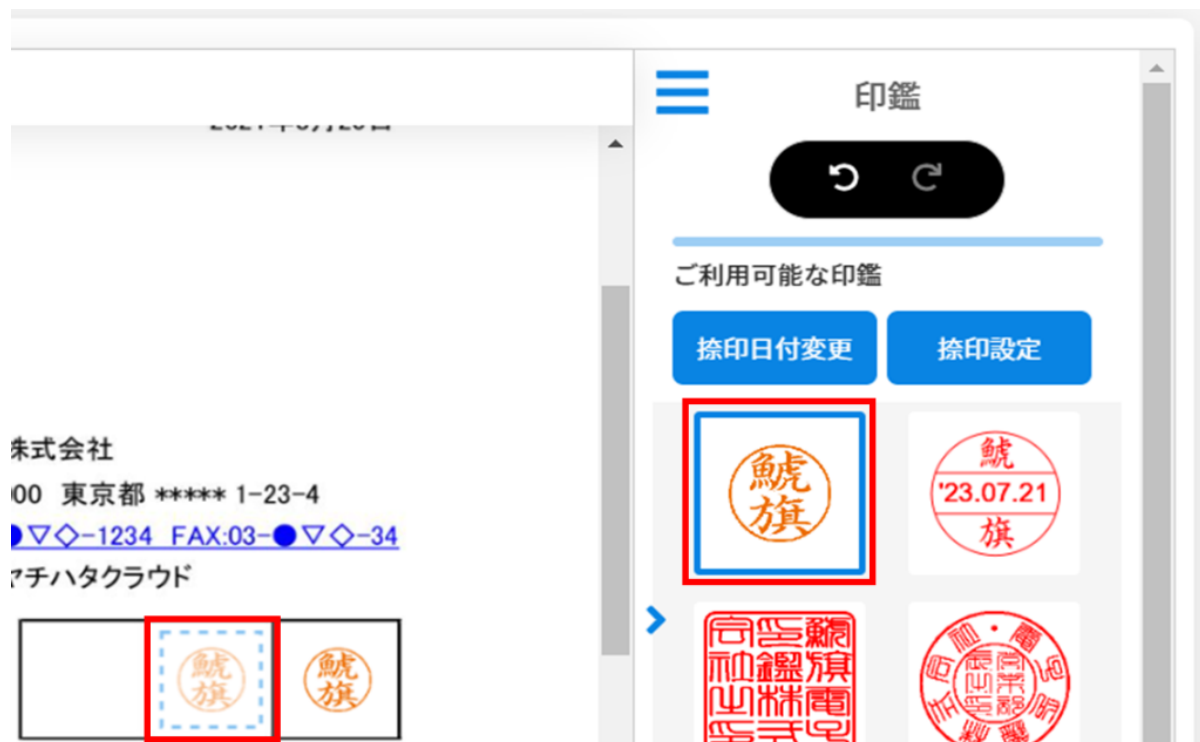 印鑑
ご利用可能な印鑑
捺印日付変更 捺印設定
株式会社
000 東京都 ***** 1-23-4
●▽◇-1234 FAX:03-●▽◇-34
ヤチハタクラウド
鯱旗
鯱旗
鯱旗
鯱
'23.07.21
旗